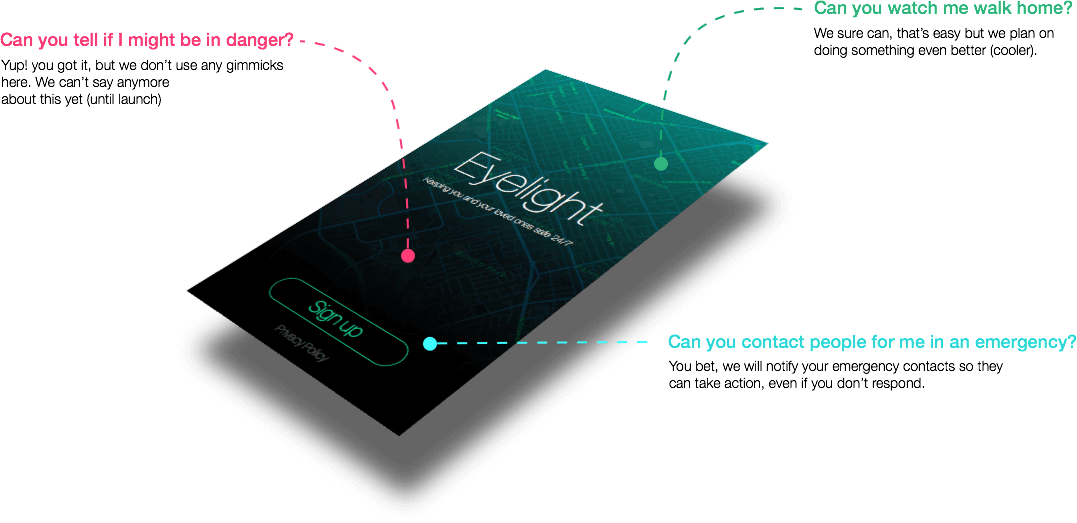 Can you watch me walk home?
We sure can, that's easy but we plan on
doing something even better (cooler).
Can you tell if I might be in danger?
Yup! you got it, but we don't use any gimmicks
here. We can't say anymore
about this yet (until launch)
Eyelight
Keeping you and your loved ones safe 24/7
Sign up
Privacy Policy
Can you contact people for me in an emergency?
You bet, we will notify your emergency contacts so they
can take action, even if you don't respond.